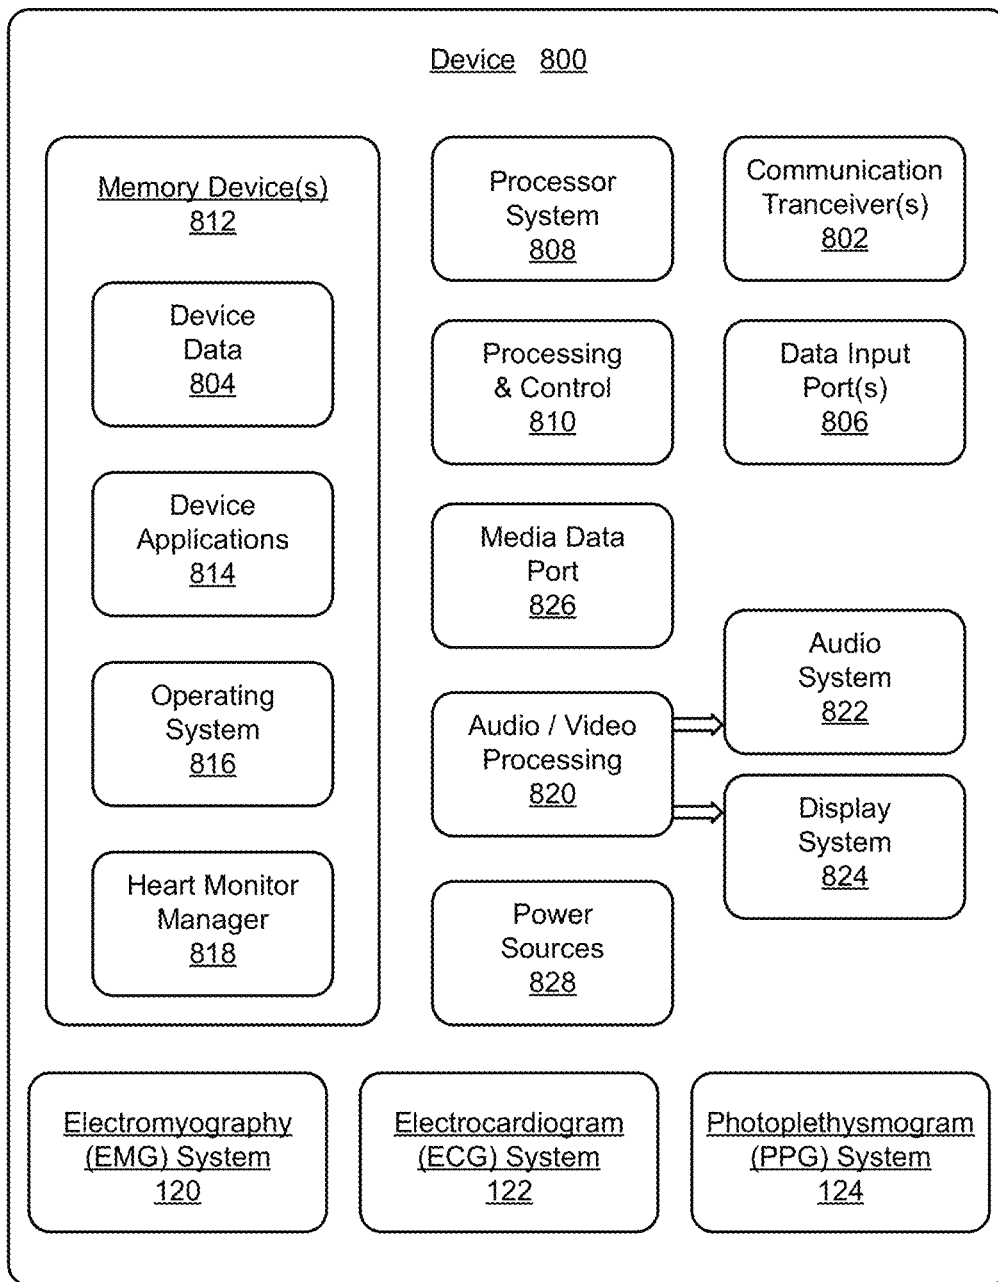 Device 800
Memory Device(s)
812
Device
Data
804
Device
Applications
814
Operating
System
816
Heart Monitor
Manager
818
Processor
System
808
Processing
& Control
810
Media Data
Port
826
Audio / Video
Processing
820
Power
Sources
828
Communication
Tranceiver(s)
802
Data Input
Port(s)
806
Audio
System
822
Display
System
824
Electromyography
(EMG) System
120
Electrocardiogram
(ECG) System
122
Photoplethysmogram
(PPG) System
124